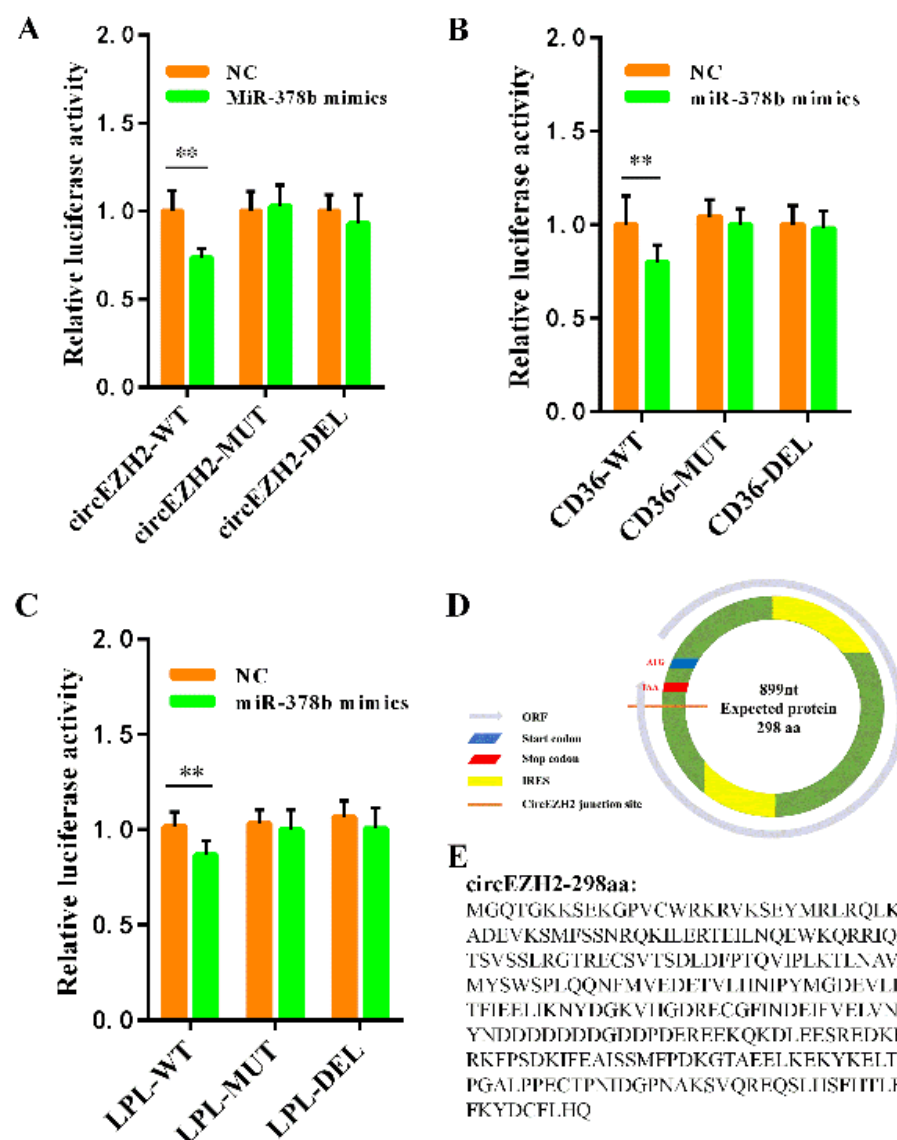 A
2.0
1.5
1.0
0.5
0.0
Relative luciferase activity
NC
MiR-378b mimics
**
circEZH2-WT
circEZH2-MUT
circEZH2-DEL
B
2.0
1.5
1.0
0.5
0.0
Relative luciferase activity
NC
miR-378b mimics
**
CD36-WT
CD36-MUT
CD36-DEL
C
2.0
1.5
1.0
0.5
0.0
Relative luciferase activity
NC
miR-378b mimics
**
LPL-WT
LPL-MUT
LPL-DEL
D
ATG
TAA
899nt
Expected protein
298 aa
ORF
Start codon
Stop codon
IRES
CircEZH2 junction site
E
circEZH2-298aa:
MGQTGKKSEKGPVCWRKRVKSEYMRLRQLK
ADEVKSMFSSNRQKILERTEILNQEWKQRRIQ
TSVSSLRGTRECSVTSDLDFPTQVIPLKTLNAV
MYSWSPLQQNFMVEDETVLHNIPYMGDEVL
TFIEELIKNYDGKVHGDRECGFINDEIFVELVN
YNDDDDDDDGDDPDEREEKQKDLEESREDK
RKFPSDKIFEAISSMFPDKGTAEELKEKYKELT
PGALPPECTPNIDGPNAKSVQREQSLHSFHTL
FKYDCFLHQ